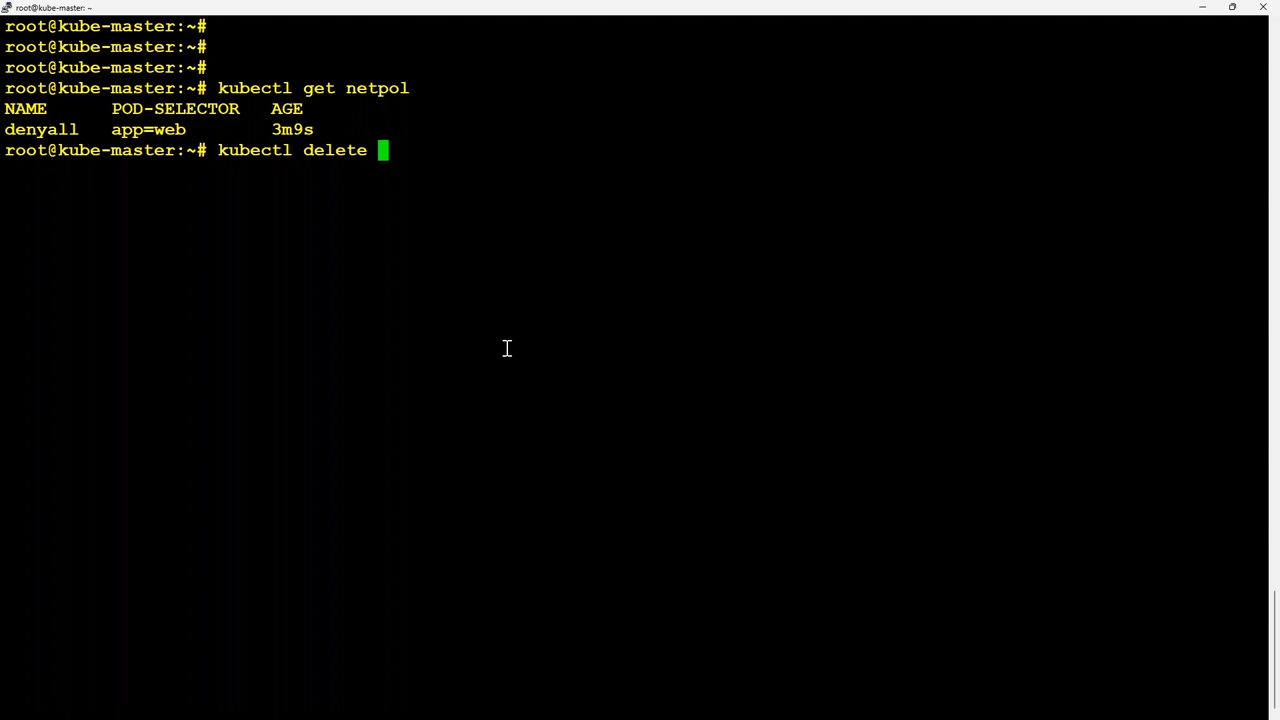 root@kube-master: ~
root@kube-master:~#
root@kube-master:~#
root@kube-master:~#
root@kube-master:~# kubectl get netpol
NAME      POD-SELECTOR   AGE
denyall   app=web        3m9s
root@kube-master:~# kubectl delete